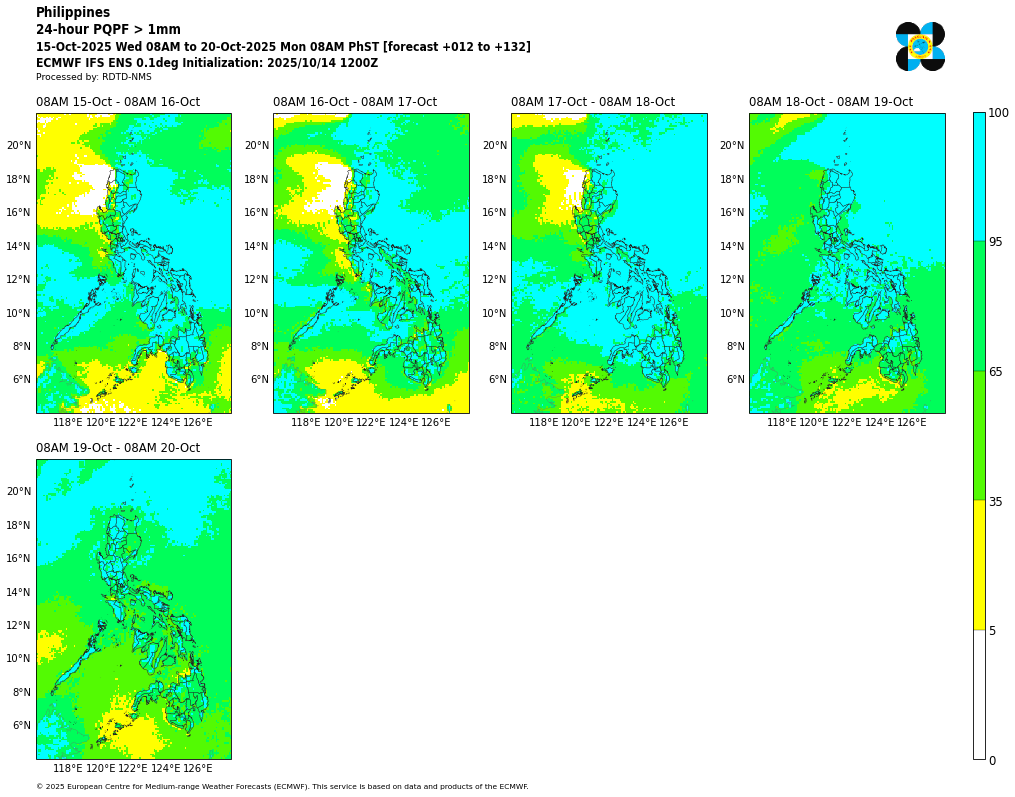 Philippines
24-hour PQPF > 1mm
15-Oct-2025 Wed 08AM to 20-Oct-2025 Mon 08AM PhST [forecast +012 to +132]
ECMWF IFS ENS 0.1deg Initialization: 2025/10/14 1200Z
Processed by: RDTD-NMS
08AM 15-Oct - 08AM 16-Oct
08AM 16-Oct - 08AM 17-Oct
08AM 17-Oct - 08AM 18-Oct
08AM 18-Oct - 08AM 19-Oct
20°N 20°N 20°N 20°N
18°N 18°N 18°N 18°N
16°N 16°N 16°N 16°N
14°N 14°N 14°N 14°N
12°N 12°N 12°N 12°N
10°N 10°N 10°N 10°N
8°N 8°N 8°N 8°N
6°N 6°N 6°N 6°N
118°E 120°E 122°E 124°E 126°E
118°E 120°E 122°E 124°E 126°E
118°E 120°E 122°E 124°E 126°E
118°E 120°E 122°E 124°E 126°E
100
95
65
35
5
0
08AM 19-Oct - 08AM 20-Oct
20°N
18°N
16°N
14°N
12°N
10°N
8°N
6°N
118°E 120°E 122°E 124°E 126°E
© 2025 European Centre for Medium-range Weather Forecasts (ECMWF). This service is based on data and products of the ECMWF.